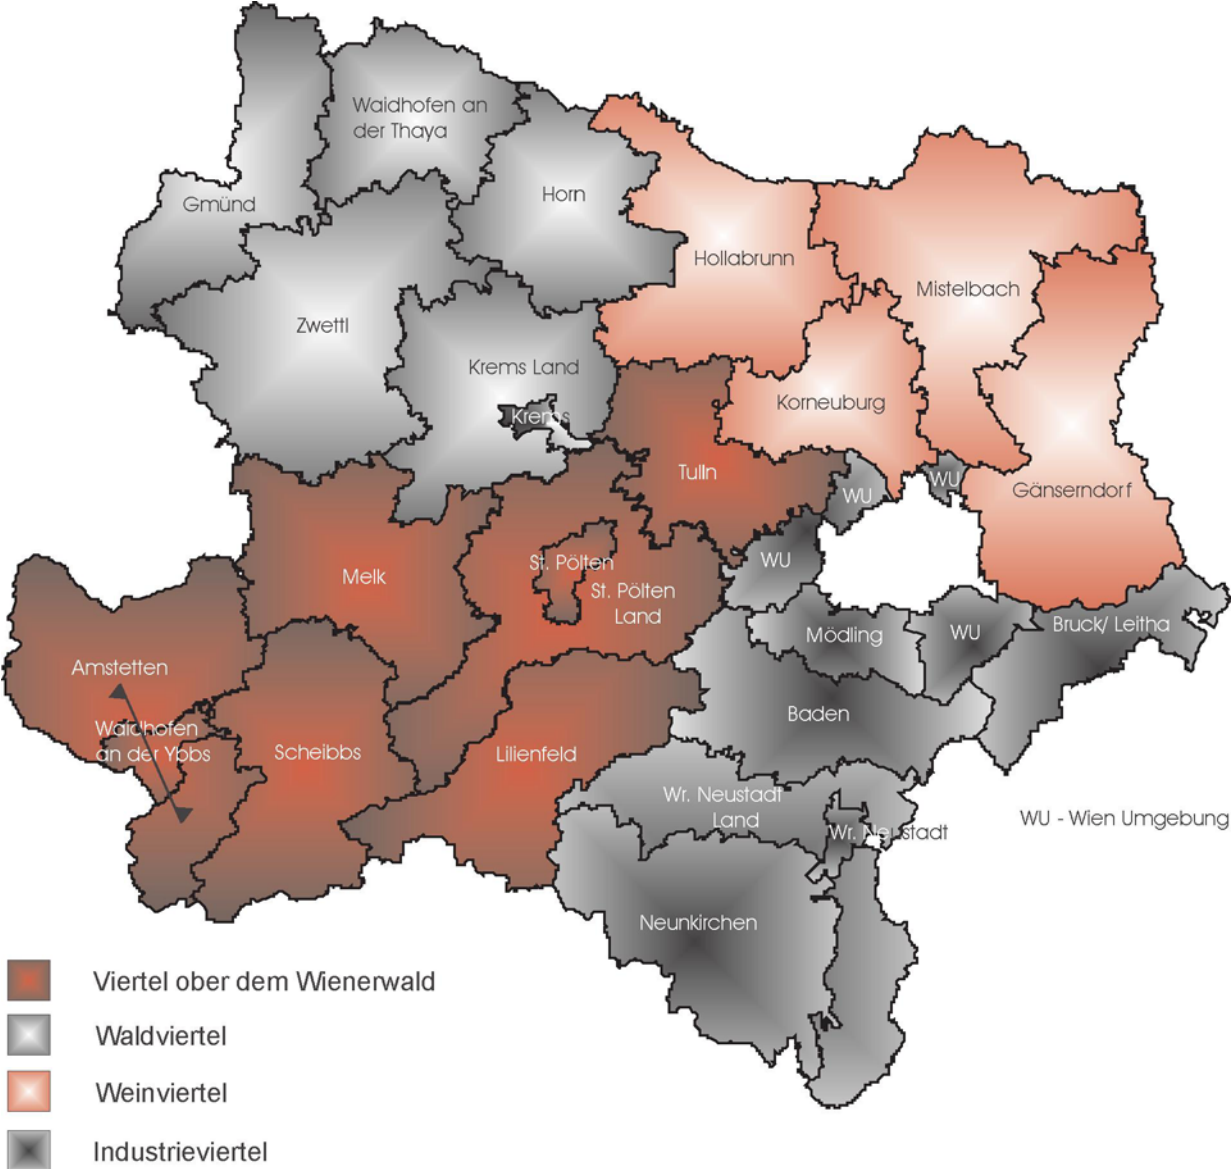 Waidhofen an
der Thaya
Gmünd
Horn
Hollabrunn
Mistelbach
Zwettl
Krems Land
Krems
Korneuburg
Tulln
WU
WU
Gänserndorf
Melk
St. Pölten
St. Pölten
Land
WU
Mödling
WU
Bruck/ Leitha
Amstetten
Waidhofen
an der Ybbs
Scheibbs
Lilienfeld
Baden
Wr. Neustadt
Land
Wr. Neustadt
WU - Wien Umgebung
Neunkirchen
Viertel ober dem Wienerwald
Waldviertel
Weinviertel
Industrieviertel